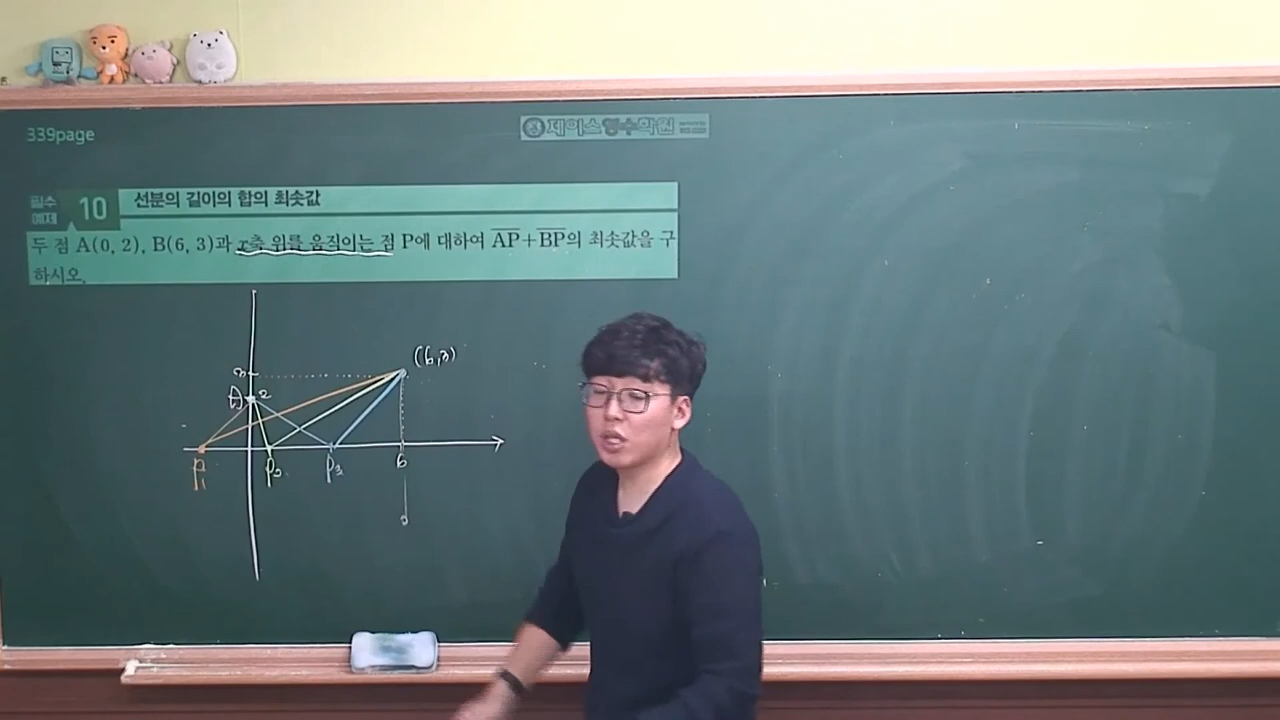 339page
제이스영수학원
필수
예제
10
선분의 길이의 합의 최솟값
두 점 A(0, 2), B(6, 3)과 x축 위를 움직이는 점 P에 대하여 AP+BP의 최솟값을 구
하시오.
(6,3)
3
A 2
P₁ P₂ P₃ 6